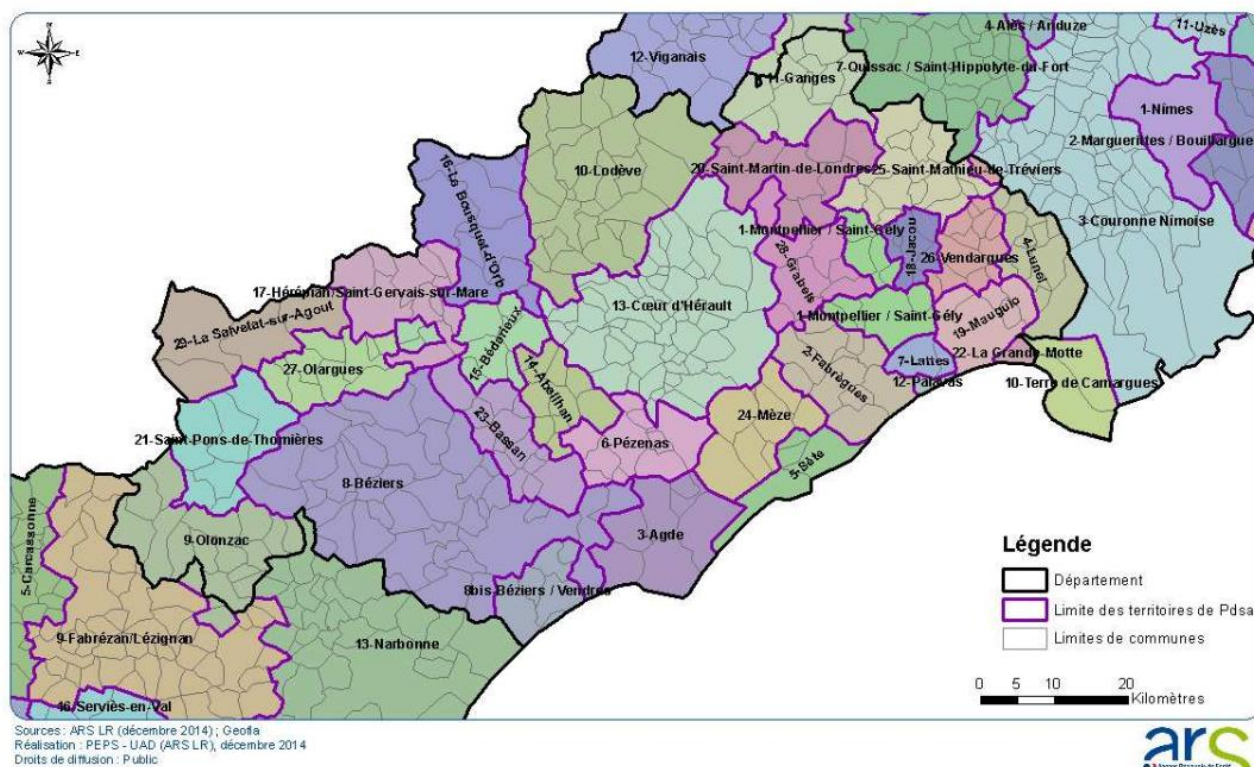 N
W
E
S
4-Alès / Anduze
11-Uzès
12-Viganais
11-Ganges
7-Quissac / Saint-Hippolyte-du-Fort
1-Nîmes
2-Marguerittes / Bouillargues
16-Le Bousquet-d'Orb
10-Lodève
20-Saint-Martin-de-Londres
25-Saint-Mathieu-de-Tréviers
3-Couronne Nîmoise
1-Montpellier / Saint-Gély
18-Jacou
4-Lunel
28-Grabels
26-Vendargues
17-Hérépian/Saint-Gervais-sur-Mare
13-Cœur d'Hérault
29-La Salvetat-sur-Agout
1-Montpellier / Saint-Gély
19-Mauguio
15-Bédarieux
27-Olargues
14-Abeilhan
2-Fabrègues
7-Lattes
22-La Grande-Motte
12-Palavas
10-Terre de Camargues
23-Bassan
24-Mèze
21-Saint-Pons-de-Thomières
6-Pézenas
5-Sète
8-Béziers
5-Carcassonne
9-Olonzac
3-Agde
8bis-Béziers / Vendres
9-Fabrézan/Lézignan
13-Narbonne
16-Serviès-en-Val
Légende
Département
Limite des territoires de Pdsa
Limites de communes
0 5 10 20
Kilomètres
Sources : ARS LR (décembre 2014) ; Geofla
Réalisation : PEPS - UAD (ARS LR), décembre 2014
Droits de diffusion : Public
ars